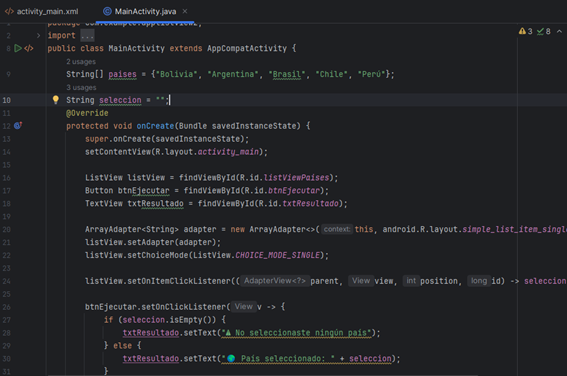 activity_main.xml MainActivity.java
3 8
2 import ...
8 public class MainActivity extends AppCompatActivity {
2 usages
9 String[] paises = {"Bolivia", "Argentina", "Brasil", "Chile", "Perú"};
3 usages
10 String seleccion = "";
11 @Override
12 protected void onCreate(Bundle savedInstanceState) {
13 super.onCreate(savedInstanceState);
14 setContentView(R.layout.activity_main);
15
16 ListView listView = findViewById(R.id.listViewPaises);
17 Button btnEjecutar = findViewById(R.id.btnEjecutar);
18 TextView txtResultado = findViewById(R.id.txtResultado);
19
20 ArrayAdapter<String> adapter = new ArrayAdapter<>( context: this, android.R.layout.simple_list_item_singl
21 listView.setAdapter(adapter);
22 listView.setChoiceMode(ListView.CHOICE_MODE_SINGLE);
23
24 listView.setOnItemClickListener(( AdapterView<?> parent, View view, int position, long id) -> seleccion
25
26 btnEjecutar.setOnClickListener( View v -> {
27 if (seleccion.isEmpty()) {
28 txtResultado.setText("⚠ No seleccionaste ningún país");
29 } else {
30 txtResultado.setText("🌍 País seleccionado: " + seleccion);
31 }